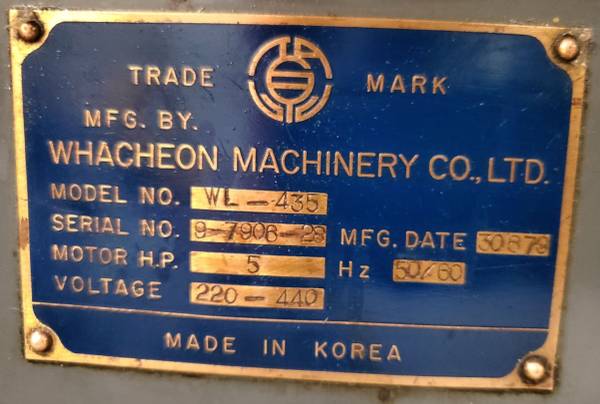 TRADE MARK
MFG. BY.
WHACHEON MACHINERY CO., LTD.
MODEL NO. WL-435
SERIAL NO. 9-7906-28 MFG. DATE 30879
MOTOR H.P. 5 Hz 50/60
VOLTAGE 220-440
MADE IN KOREA